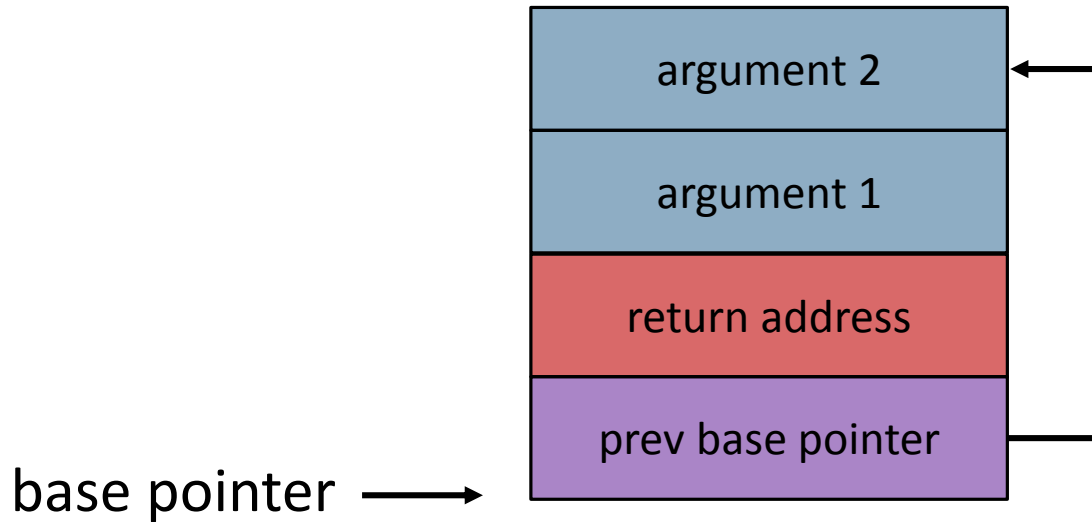 argument 2
argument 1
return address
prev base pointer
base pointer